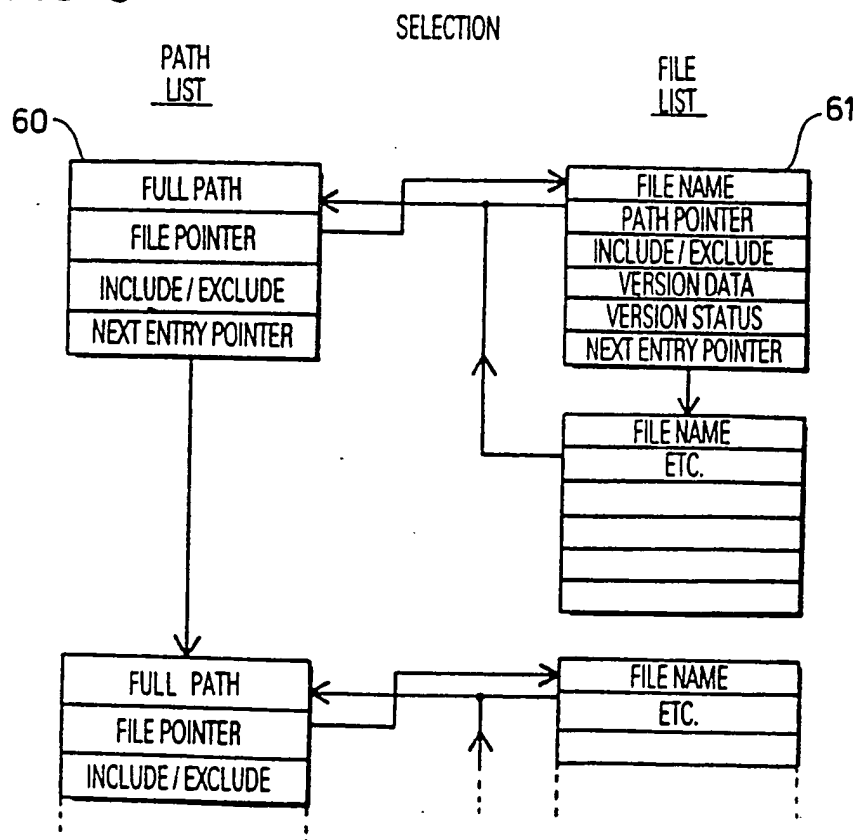 SELECTION
PATH
LIST
FILE
LIST
60
61
FULL PATH
FILE POINTER
INCLUDE / EXCLUDE
NEXT ENTRY POINTER
FILE NAME
PATH POINTER
INCLUDE / EXCLUDE
VERSION DATA
VERSION STATUS
NEXT ENTRY POINTER
FILE NAME
ETC.
FULL PATH
FILE POINTER
INCLUDE / EXCLUDE
FILE NAME
ETC.